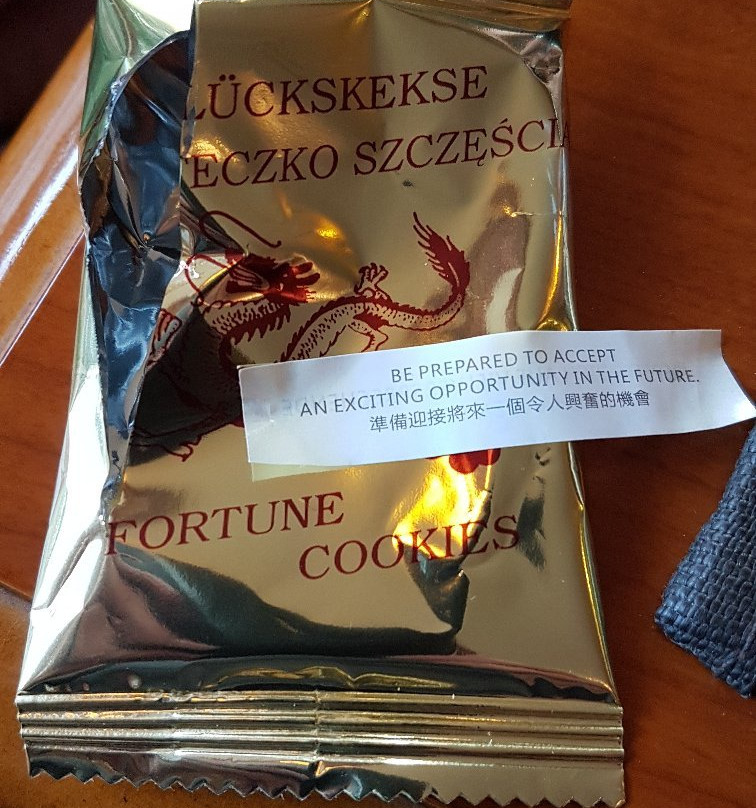 LÜCKSKEKSE
TECZKO SZCZĘŚCIA
BE PREPARED TO ACCEPT
AN EXCITING OPPORTUNITY IN THE FUTURE.
準備迎接將來一個令人興奮的機會
FORTUNE
COOKIES